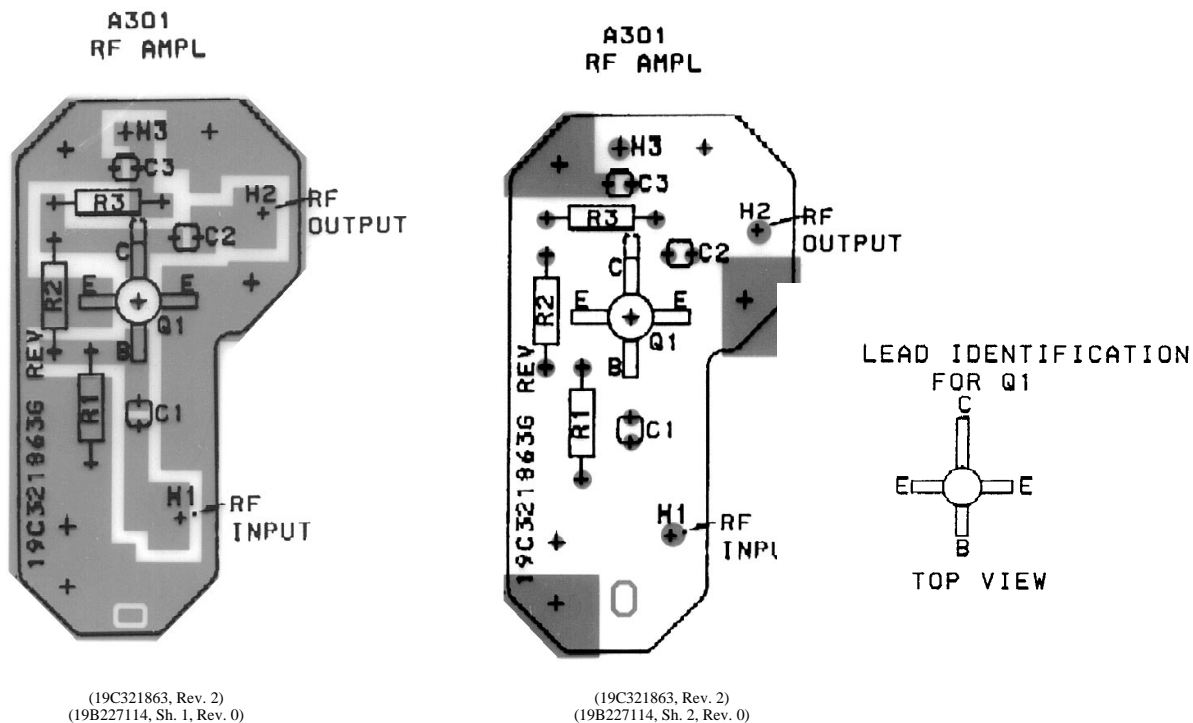 A301
RF AMPL
H3
C3
R3
H2
RF
OUTPUT
C2
C
R2
E
E
Q1
B
R1
C1
19C321863G REV
H1
RF
INPUT
(19C321863, Rev. 2)
(19B227114, Sh. 1, Rev. 0)
A301
RF AMPL
H3
C3
R3
H2
RF
OUTPUT
C2
C
R2
E
E
Q1
B
R1
C1
19C321863G REV
H1
RF
INPU
(19C321863, Rev. 2)
(19B227114, Sh. 2, Rev. 0)
LEAD IDENTIFICATION
FOR Q1
C
E
E
B
TOP VIEW